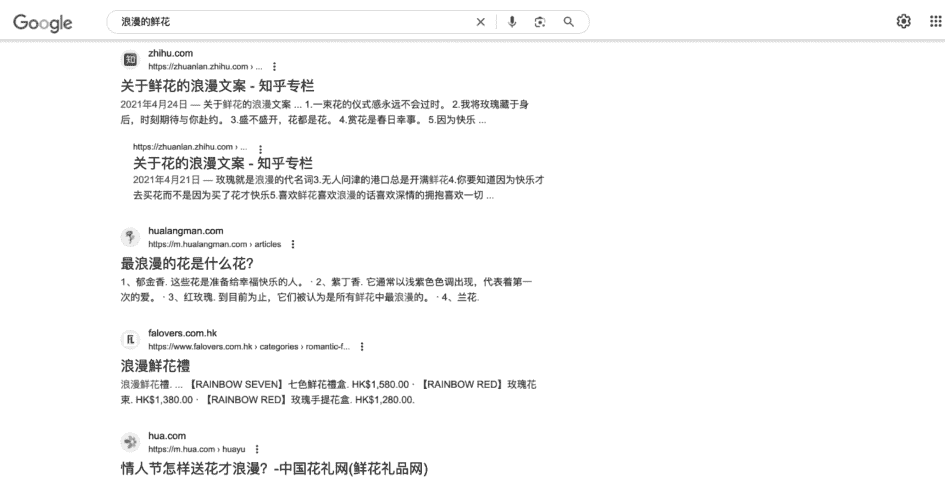 Google
浪漫的鲜花
知
zhihu.com
https://zhuanlan.zhihu.com › ...
关于鲜花的浪漫文案 - 知乎专栏
2021年4月24日 — 关于鲜花的浪漫文案 ... 1.一束花的仪式感永远不会过时。 2.我将玫瑰藏于身
后，时刻期待与你赴约。 3.盛不盛开，花都是花。 4.赏花是春日幸事。 5.因为快乐 ...
https://zhuanlan.zhihu.com › ...
关于花的浪漫文案 - 知乎专栏
2021年4月21日 — 玫瑰就是浪漫的代名词3.无人问津的港口总是开满鲜花4.你要知道因为快乐才
去买花而不是因为买了花才快乐5.喜欢鲜花喜欢浪漫的话喜欢深情的拥抱喜欢一切 ...
hualangman.com
https://m.hualangman.com › articles
最浪漫的花是什么花?
1、郁金香. 这些花是准备给幸福快乐的人。 · 2、紫丁香. 它通常以浅紫色色调出现，代表着第一
次的爱。 · 3、红玫瑰. 到目前为止，它们被认为是所有鲜花中最浪漫的。 · 4、兰花.
falovers.com.hk
https://www.falovers.com.hk › categories › romantic-f...
浪漫鮮花禮
浪漫鮮花禮. ... 【RAINBOW SEVEN】七色鮮花禮盒. HK$1,580.00 · 【RAINBOW RED】玫瑰花
束. HK$1,380.00 · 【RAINBOW RED】玫瑰手提花盒. HK$1,280.00.
hua.com
https://m.hua.com › huayu
情人节怎样送花才浪漫? -中国花礼网(鲜花礼品网)